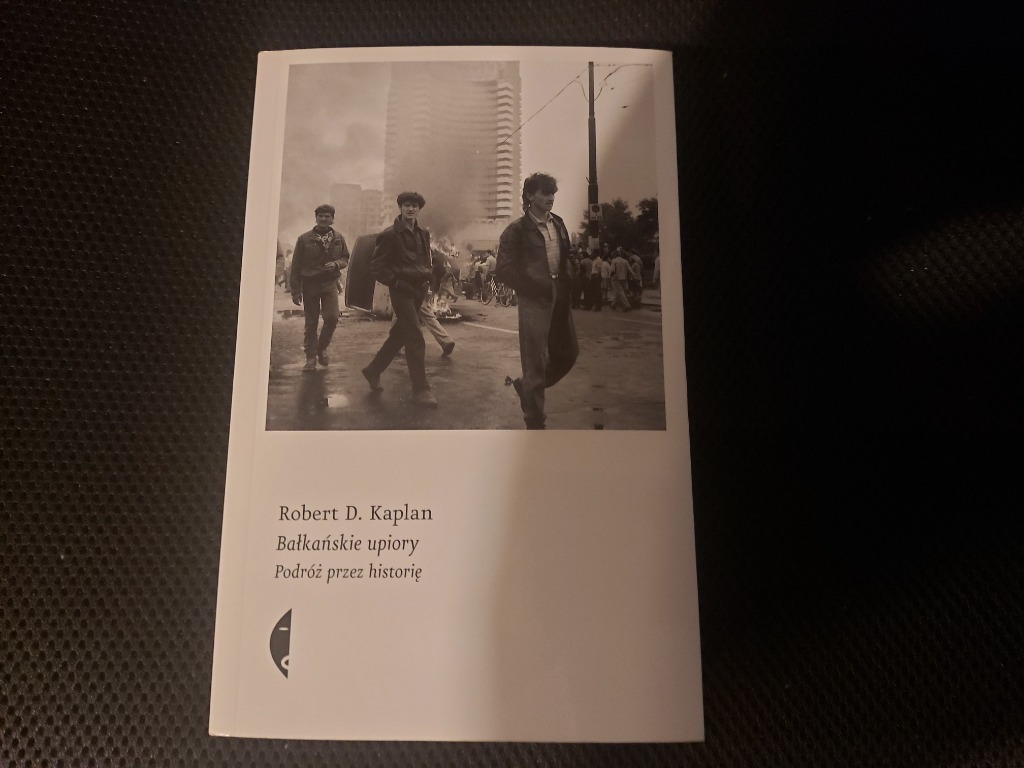 Robert D. Kaplan
Bałkańskie upiory
Podróż przez historię